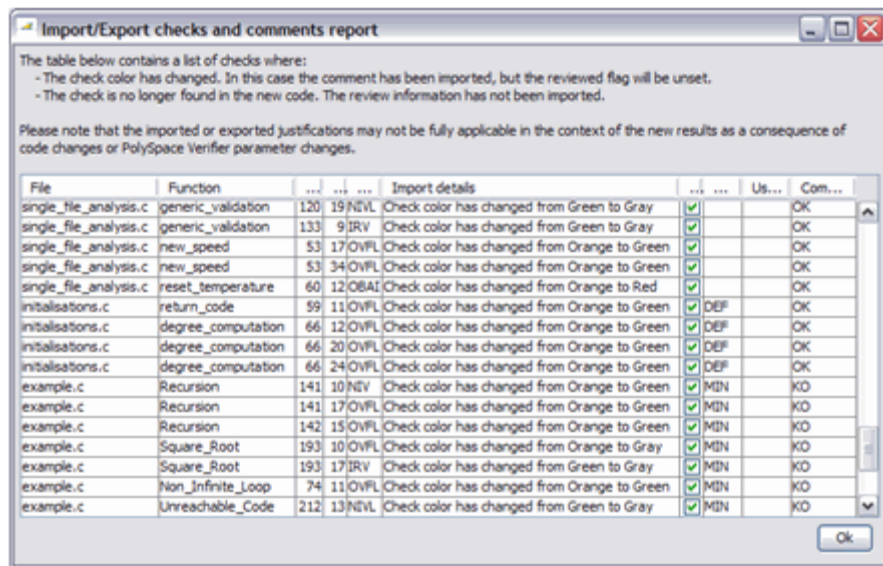 Import/Export checks and comments report
The table below contains a list of checks where:
- The check color has changed. In this case the comment has been imported, but the reviewed flag will be unset.
- The check is no longer found in the new code. The review information has not been imported.
Please note that the imported or exported justifications may not be fully applicable in the context of the new results as a consequence of
code changes or PolySpace Verifier parameter changes.
File Function ... ... ... Import details ... ... Us... Com...
single_file_analysis.c generic_validation 120 19 NIVL Check color has changed from Green to Gray OK
single_file_analysis.c generic_validation 133 9 IRV Check color has changed from Green to Gray OK
single_file_analysis.c new_speed 53 17 OVFL Check color has changed from Orange to Green OK
single_file_analysis.c new_speed 53 34 OVFL Check color has changed from Orange to Green OK
single_file_analysis.c reset_temperature 60 12 OBAI Check color has changed from Orange to Red OK
initialisations.c return_code 59 11 OVFL Check color has changed from Orange to Green DEF OK
initialisations.c degree_computation 66 12 OVFL Check color has changed from Orange to Green DEF OK
initialisations.c degree_computation 66 20 OVFL Check color has changed from Orange to Green DEF OK
initialisations.c degree_computation 66 24 OVFL Check color has changed from Orange to Green DEF OK
example.c Recursion 141 10 NIV Check color has changed from Orange to Green MIN KO
example.c Recursion 141 17 OVFL Check color has changed from Orange to Green MIN KO
example.c Recursion 142 15 OVFL Check color has changed from Orange to Green MIN KO
example.c Square_Root 193 10 OVFL Check color has changed from Orange to Gray MIN KO
example.c Square_Root 193 17 IRV Check color has changed from Green to Gray MIN KO
example.c Non_Infinite_Loop 74 11 OVFL Check color has changed from Orange to Green MIN KO
example.c Unreachable_Code 212 13 NIVL Check color has changed from Green to Gray MIN KO
Ok